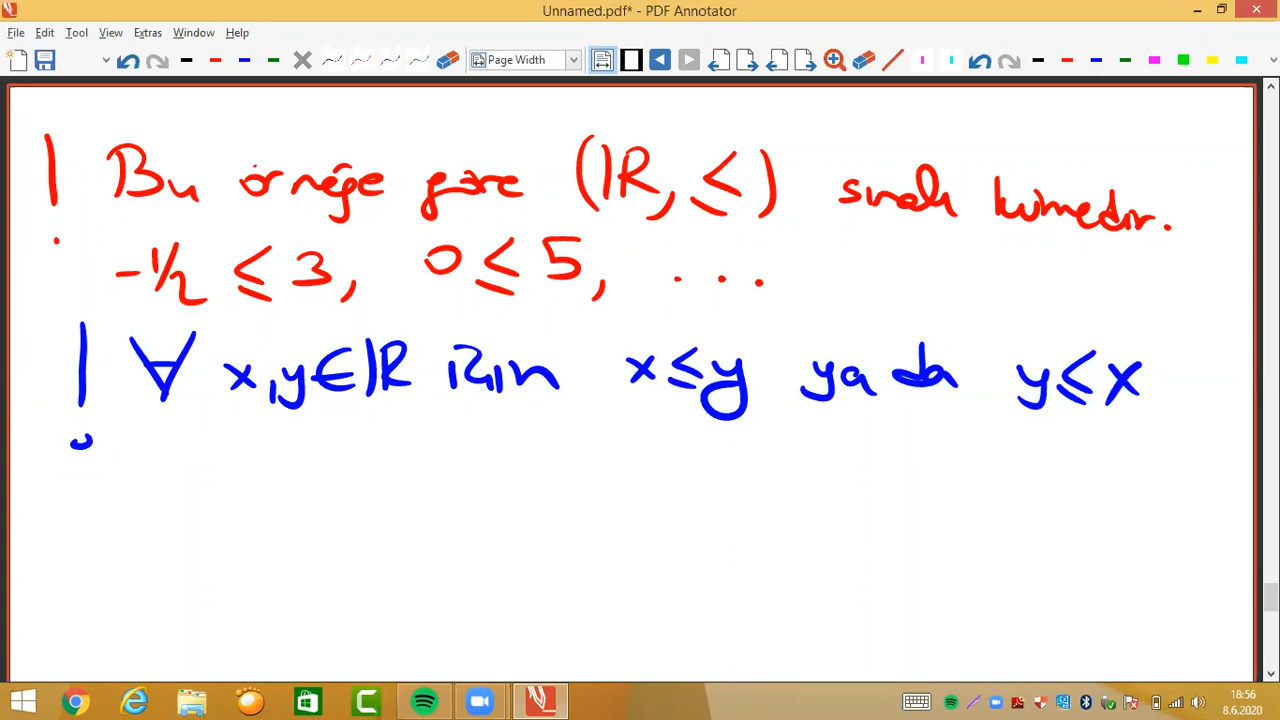 Unnamed.pdf* - PDF Annotator
File Edit Tool View Extras Window Help
Page Width
! Bu örneğe göre (ℝ, ≤) sıralı kümedir.
-1/2 ≤ 3, 0 ≤ 5, ...
! ∀ x,y∈ℝ için x≤y ya da y≤x
18:56
8.6.2020